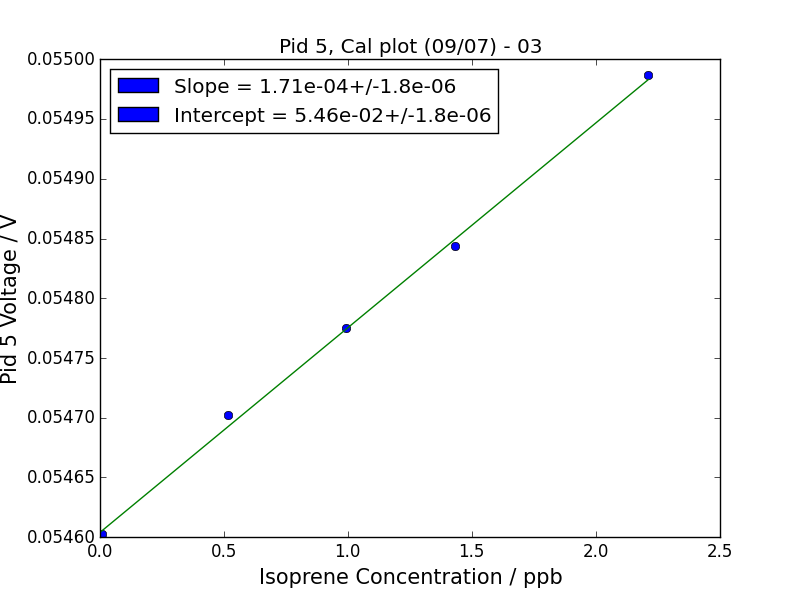 Pid 5, Cal plot (09/07) - 03
Slope = 1.71e-04+/-1.8e-06
Intercept = 5.46e-02+/-1.8e-06
Pid 5 Voltage / V
0.05500
0.05495
0.05490
0.05485
0.05480
0.05475
0.05470
0.05465
0.05460
0.0 0.5 1.0 1.5 2.0 2.5
Isoprene Concentration / ppb